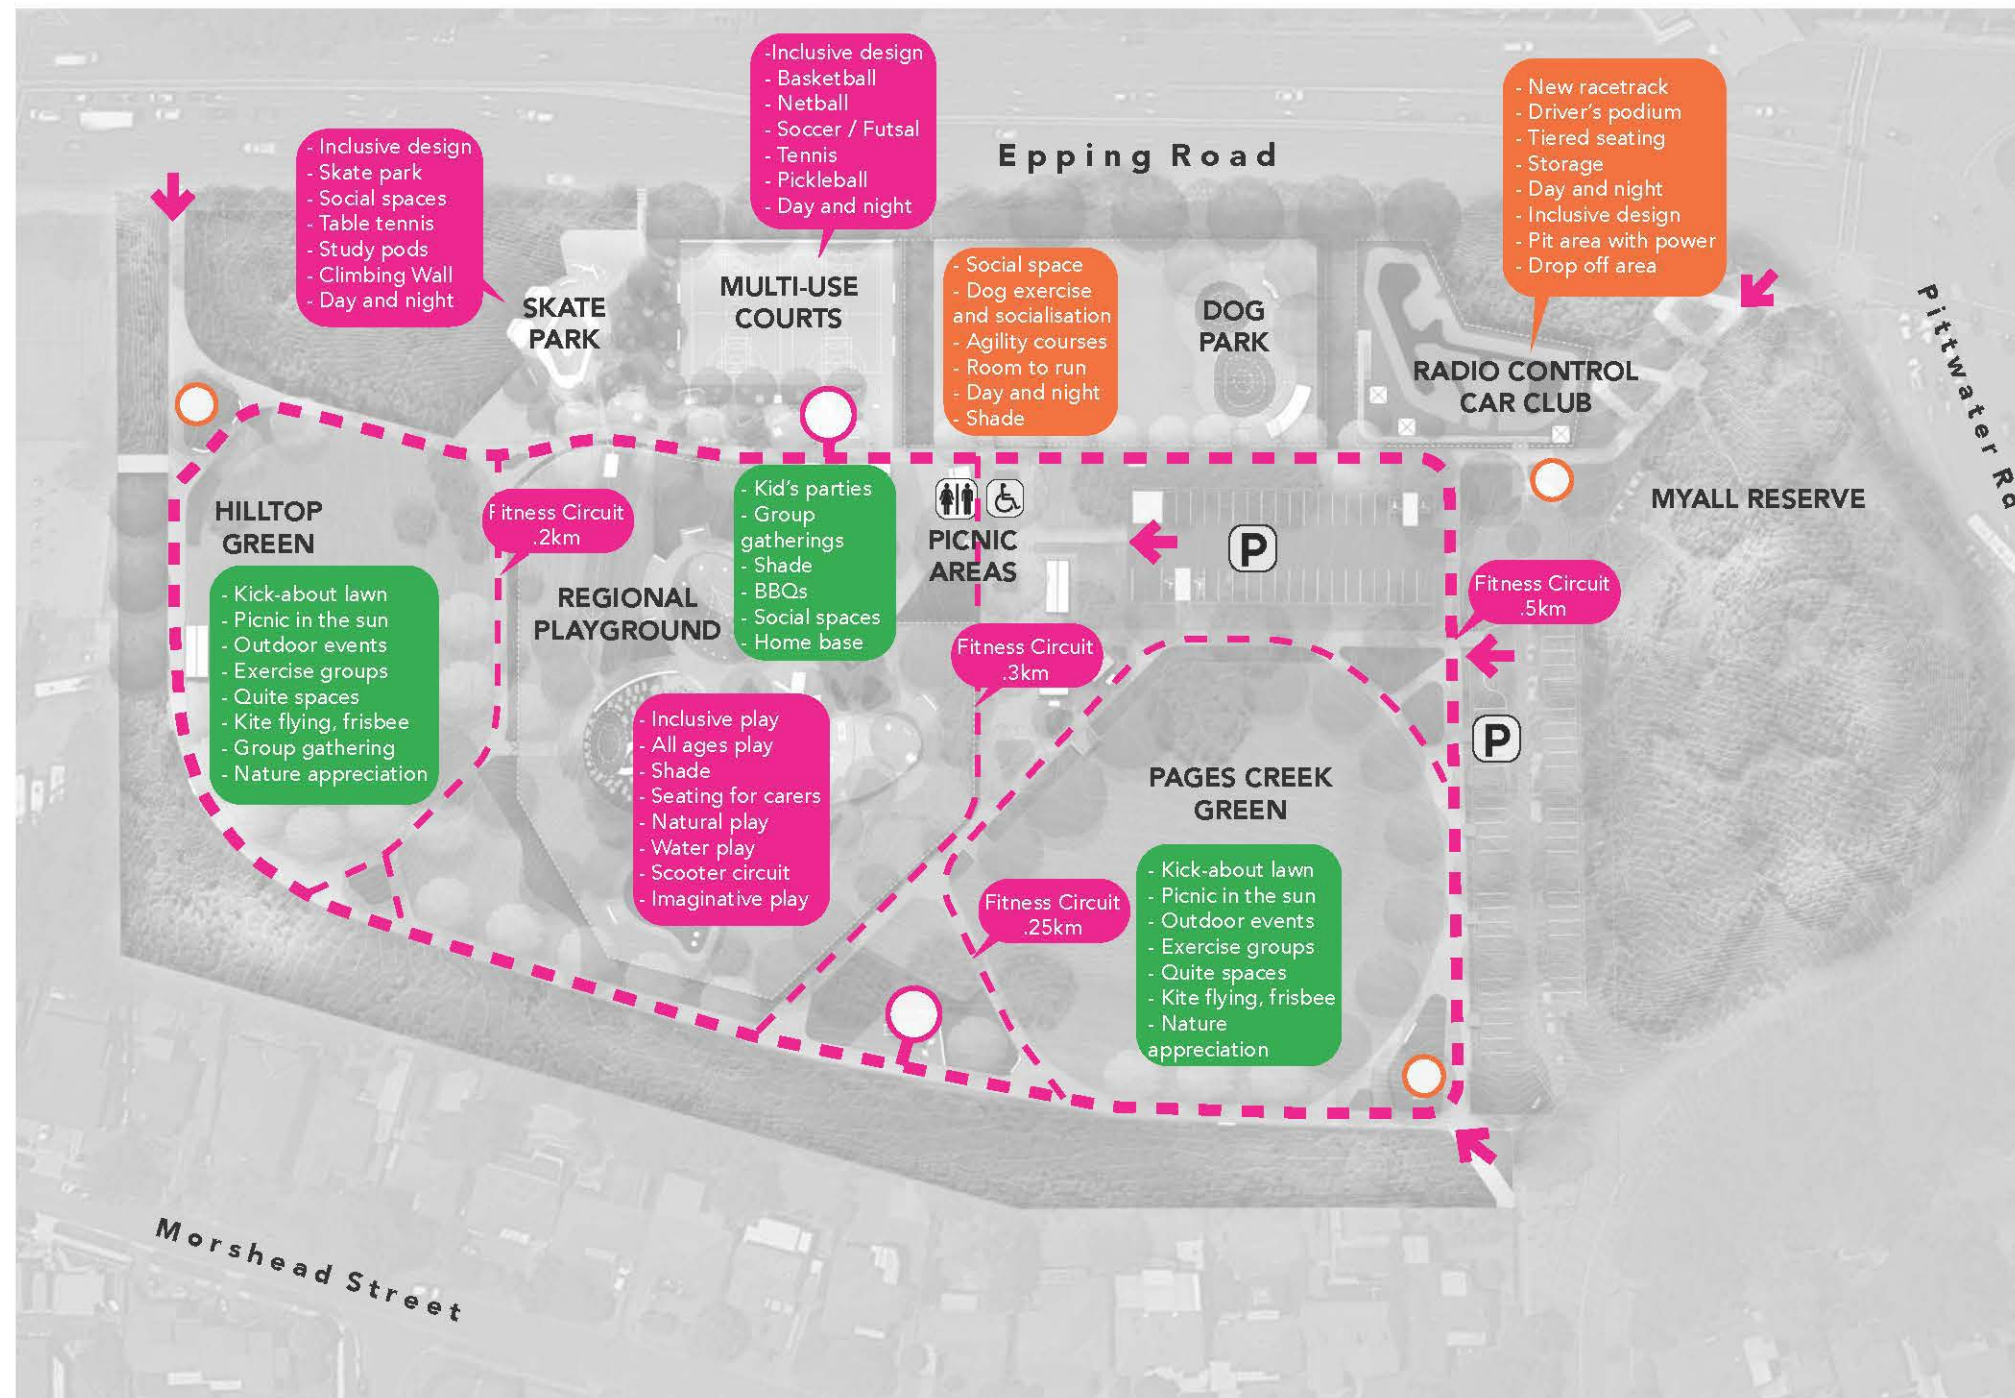 -Inclusive design
- Basketball
- Netball
- Soccer / Futsal
- Tennis
- Pickleball
- Day and night
- New racetrack
- Driver's podium
- Tiered seating
- Storage
- Day and night
- Inclusive design
- Pit area with power
- Drop off area
- Inclusive design
- Skate park
- Social spaces
- Table tennis
- Study pods
- Climbing Wall
- Day and night
Epping Road
- Social space
- Dog exercise
and socialisation
- Agility courses
- Room to run
- Day and night
- Shade
SKATE
PARK
MULTI-USE
COURTS
DOG
PARK
RADIO CONTROL
CAR CLUB
Pittwater Ro
MYALL RESERVE
HILLTOP
GREEN
Fitness Circuit
.2km
- Kid's parties
- Group
gatherings
- Shade
- BBQs
- Social spaces
- Home base
PICNIC
AREAS
P
Fitness Circuit
.5km
- Kick-about lawn
- Picnic in the sun
- Outdoor events
- Exercise groups
- Quite spaces
- Kite flying, frisbee
- Group gathering
- Nature appreciation
REGIONAL
PLAYGROUND
Fitness Circuit
.3km
- Inclusive play
- All ages play
- Shade
- Seating for carers
- Natural play
- Water play
- Scooter circuit
- Imaginative play
P
PAGES CREEK
GREEN
Fitness Circuit
.25km
- Kick-about lawn
- Picnic in the sun
- Outdoor events
- Exercise groups
- Quite spaces
- Kite flying, frisbee
- Nature
appreciation
Morshead Street